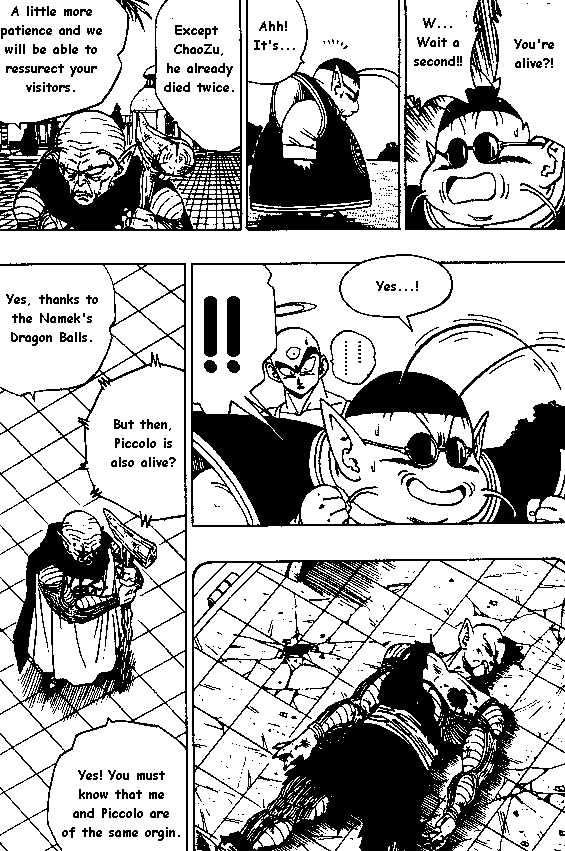 A little more
patience and we
will be able to
ressurect your
visitors.
Except
ChaoZu,
he already
died twice.
Ahh!
It's...
W...
Wait a
second!!
You're
alive?!
Yes, thanks to
the Namek's
Dragon Balls.
But then,
Piccolo is
also alive?
Yes! You must
know that me
and Piccolo are
of the same orgin.
!!
Yes...!